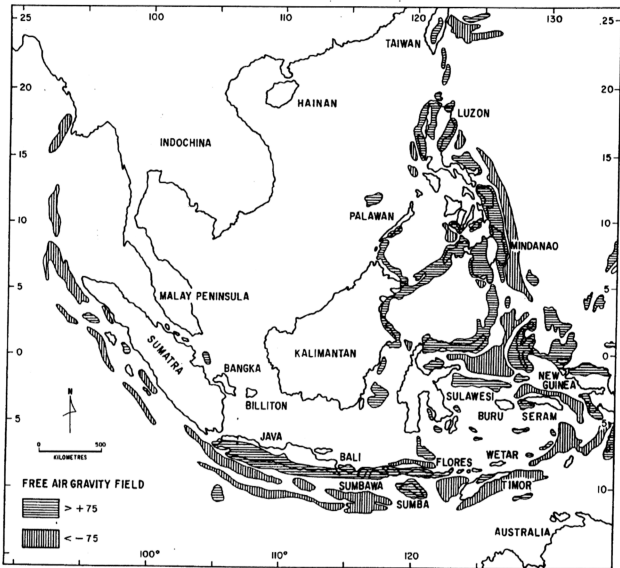 95 100 110 120 130 .25
TAIWAN
20 20
HAINAN
LUZON
INDOCHINA
15 15
10 PALAWAN 10
MINDANAO
5 5
MALAY PENINSULA
SUMATRA
0 0
KALIMANTAN
BANGKA
NEW
GUINEA
SULAWESI
BILLITON
BURU SERAM
N
5 5
JAVA
0 500
KILOMETRES
BALI
FLORES WETAR
FREE AIR GRAVITY FIELD
SUMBAWA
TIMOR
> +75
10
SUMBA
< -75
AUSTRALIA
100° 110° 120 130